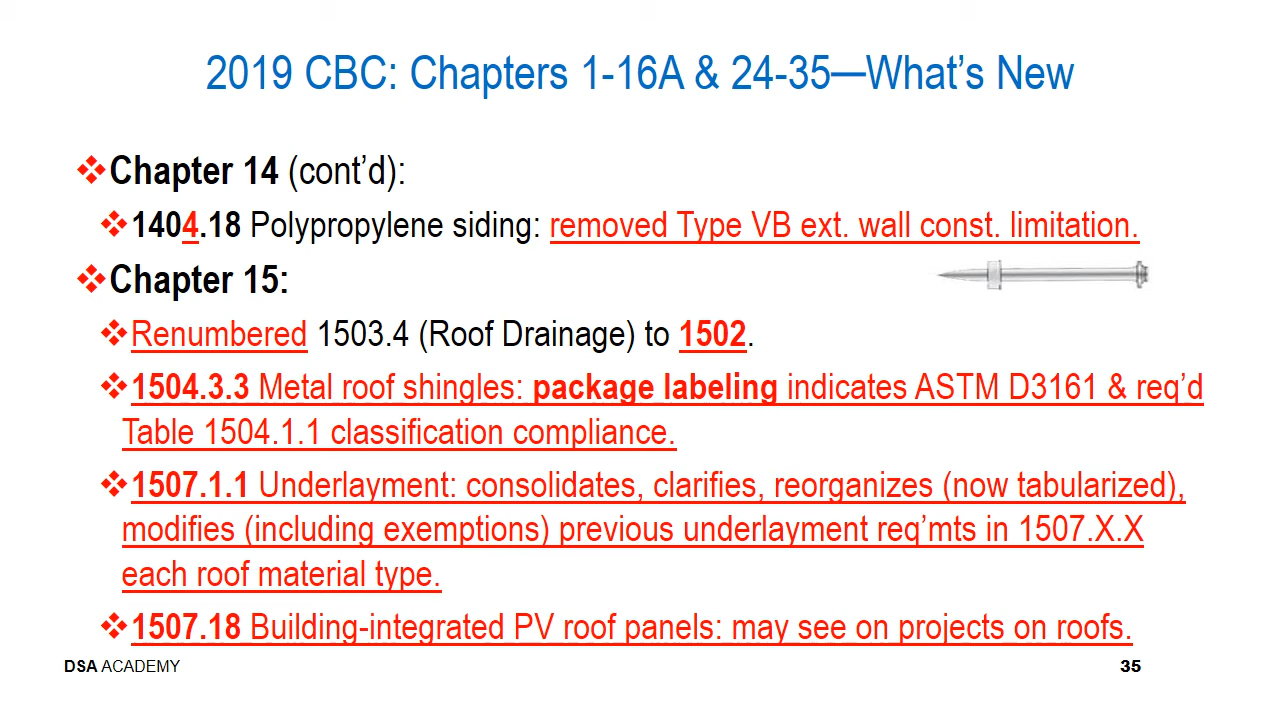 2019 CBC: Chapters 1-16A & 24-35—What’s New
❖Chapter 14 (cont’d):
❖1404.18 Polypropylene siding: removed Type VB ext. wall const. limitation.
❖Chapter 15:
❖Renumbered 1503.4 (Roof Drainage) to 1502.
❖1504.3.3 Metal roof shingles: package labeling indicates ASTM D3161 & req’d
Table 1504.1.1 classification compliance.
❖1507.1.1 Underlayment: consolidates, clarifies, reorganizes (now tabularized),
modifies (including exemptions) previous underlayment req’mts in 1507.X.X
each roof material type.
❖1507.18 Building-integrated PV roof panels: may see on projects on roofs.
DSA ACADEMY
35